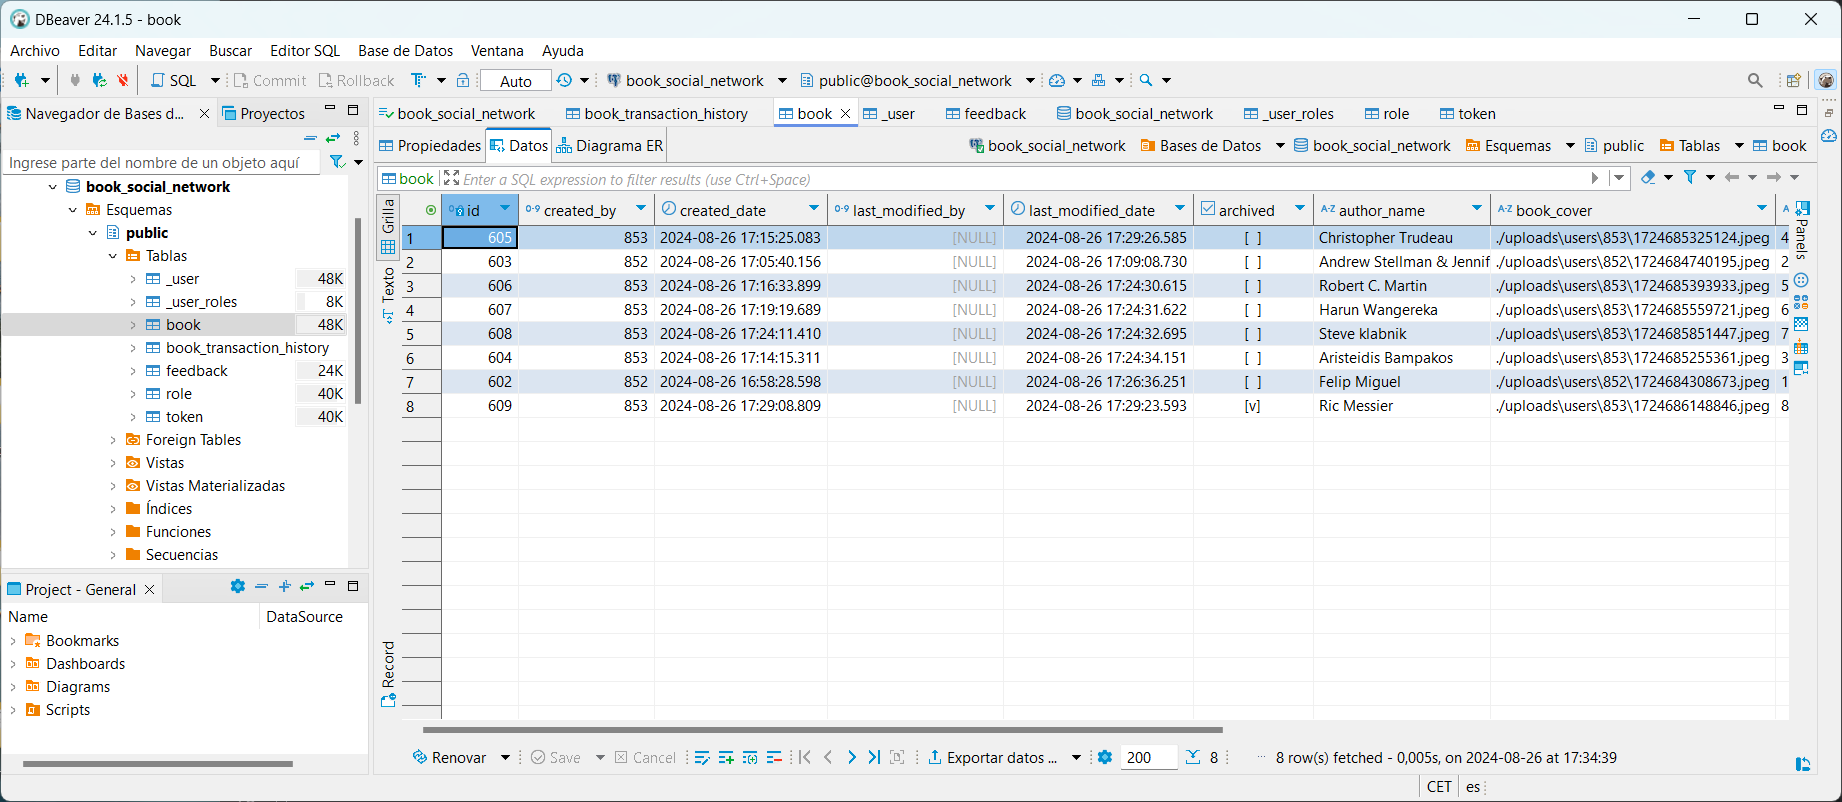 DBeaver 24.1.5 - book
Archivo Editar Navegar Buscar Editor SQL Base de Datos Ventana Ayuda
SQL Commit Rollback Auto book_social_network public@book_social_network
Navegador de Bases d... Proyectos
book_social_network book_transaction_history book _user feedback book_social_network _user_roles role token
Propiedades Datos Diagrama ER book_social_network Bases de Datos book_social_network Esquemas public Tablas book
Ingrese parte del nombre de un objeto aquí
book Enter a SQL expression to filter results (use Ctrl+Space)
book_social_network
Esquemas
public
Tablas
_user 48K
_user_roles 8K
book 48K
book_transaction_history
feedback 24K
role 40K
token 40K
Foreign Tables
Vistas
Vistas Materializadas
Índices
Funciones
Secuencias
Project - General
Name DataSource
Bookmarks
Dashboards
Diagrams
Scripts
Grilla
Texto
Record
id created_by created_date last_modified_by last_modified_date archived author_name book_cover
1 605 853 2024-08-26 17:15:25.083 [NULL] 2024-08-26 17:29:26.585 [ ] Christopher Trudeau ./uploads\users\853\1724685325124.jpeg 4
2 603 852 2024-08-26 17:05:40.156 [NULL] 2024-08-26 17:09:08.730 [ ] Andrew Stellman & Jennif ./uploads\users\852\1724684740195.jpeg 2
3 606 853 2024-08-26 17:16:33.899 [NULL] 2024-08-26 17:24:30.615 [ ] Robert C. Martin ./uploads\users\853\1724685393933.jpeg 5
4 607 853 2024-08-26 17:19:19.689 [NULL] 2024-08-26 17:24:31.622 [ ] Harun Wangereka ./uploads\users\853\1724685559721.jpeg 6
5 608 853 2024-08-26 17:24:11.410 [NULL] 2024-08-26 17:24:32.695 [ ] Steve klabnik ./uploads\users\853\1724685851447.jpeg 7
6 604 853 2024-08-26 17:14:15.311 [NULL] 2024-08-26 17:24:34.151 [ ] Aristeidis Bampakos ./uploads\users\853\1724685255361.jpeg 3
7 602 852 2024-08-26 16:58:28.598 [NULL] 2024-08-26 17:26:36.251 [ ] Felip Miguel ./uploads\users\852\1724684308673.jpeg 1
8 609 853 2024-08-26 17:29:08.809 [NULL] 2024-08-26 17:29:23.593 [v] Ric Messier ./uploads\users\853\1724686148846.jpeg 8
Panels
Renovar Save Cancel Exportar datos ... 200 8 ... 8 row(s) fetched - 0,005s, on 2024-08-26 at 17:34:39
CET es